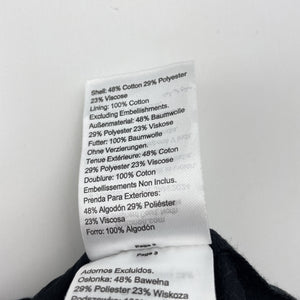 Shell: 48% Cotton 29% Polyester
23% Viscose
Lining: 100% Cotton
Excluding Embellishments.
Außenmaterial: 48% Baumwolle
29% Polyester 23% Viskose
Futter: 100% Baumwolle
Ohne Verzierungen.
Tenue Extérieure: 48% Coton
29% Polyester 23% Viscose
Doublure: 100% Coton
Embellissements Non Inclus.
Prenda Para Exteriores:
48% Algodón 29% Poliéster
23% Viscosa
Forro: 100% Algodón
Page 3
Adornos Excluidos.
Osłonka: 48% Bawełna
29% Poliester 23% Wiskoza